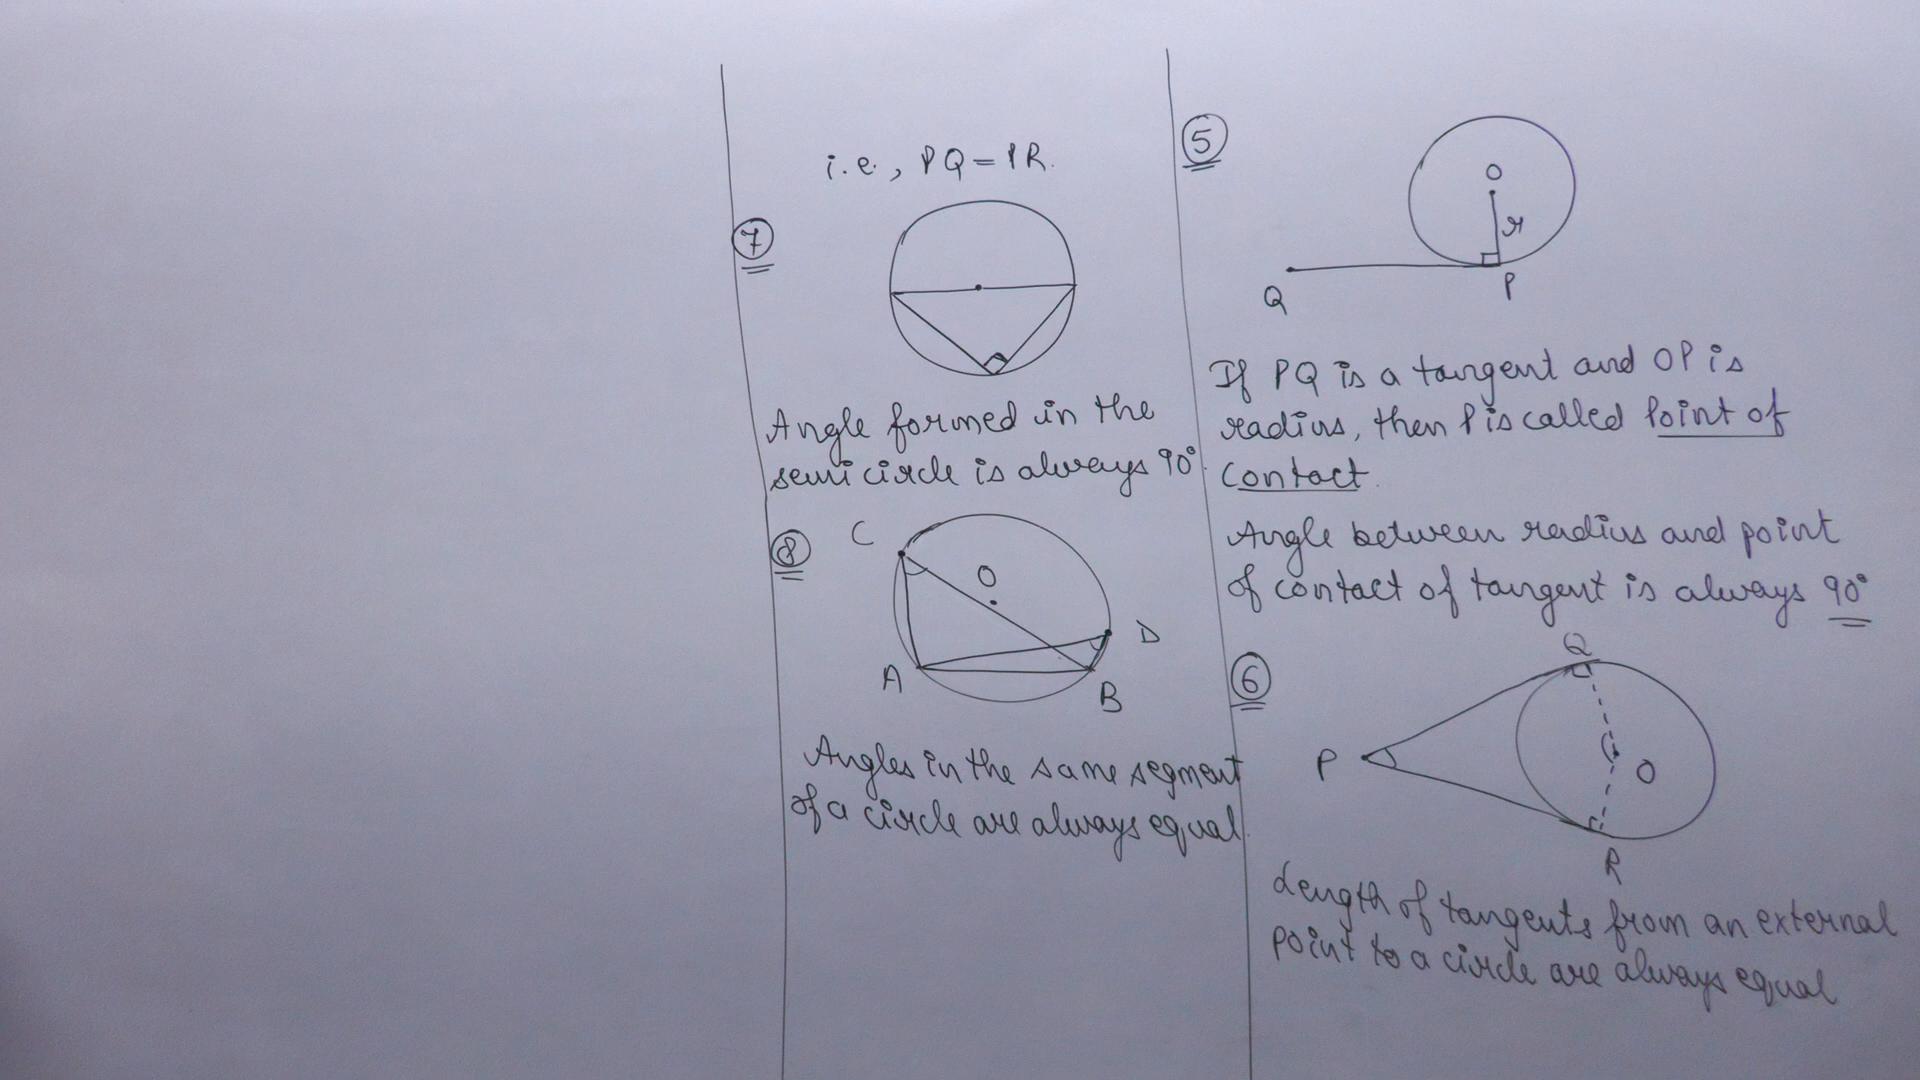 5
O
r
Q
P
If PQ is a tangent and OP is
radius, then P is called Point of
Contact.
Angle between radius and point
of contact of tangent is always 90°
6
Q
P
O
R
Length of tangents from an external
point to a circle are always equal
i.e., PQ = PR.
7
Angle formed in the
semi circle is always 90°.
8
C
O
D
A
B
Angles in the same segment
of a circle are always equal.